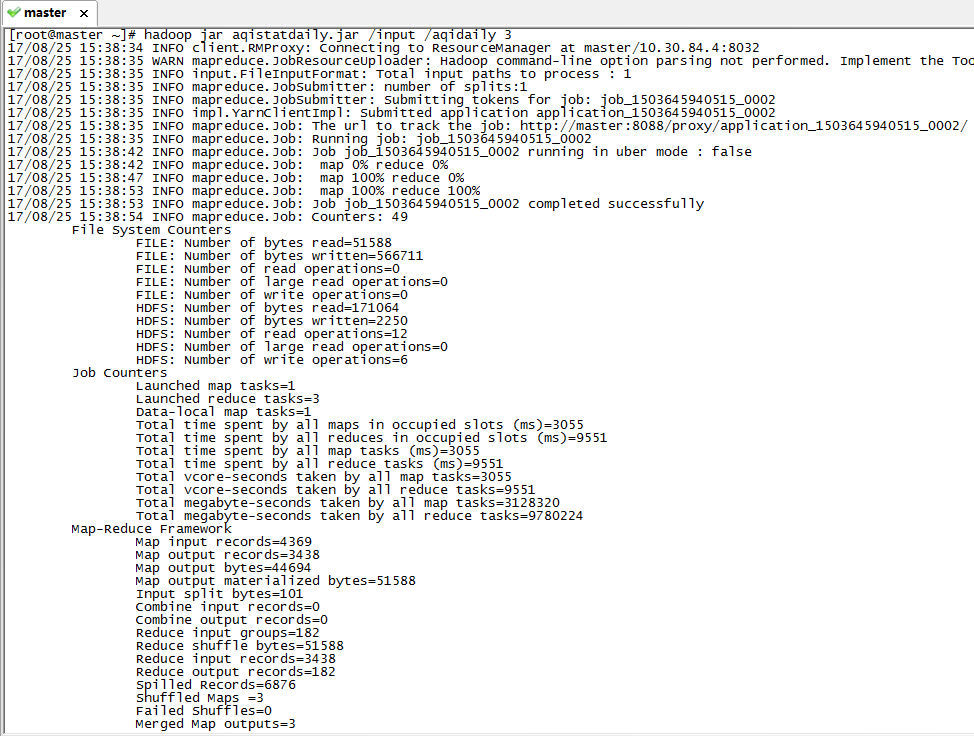 master
[root@master ~]# hadoop jar aqistatdaily.jar /input /aqidaily 3
17/08/25 15:38:34 INFO client.RMProxy: Connecting to ResourceManager at master/10.30.84.4:8032
17/08/25 15:38:35 WARN mapreduce.JobResourceUploader: Hadoop command-line option parsing not performed. Implement the Too
17/08/25 15:38:35 INFO input.FileInputFormat: Total input paths to process : 1
17/08/25 15:38:35 INFO mapreduce.JobSubmitter: number of splits:1
17/08/25 15:38:35 INFO mapreduce.JobSubmitter: Submitting tokens for job: job_1503645940515_0002
17/08/25 15:38:35 INFO impl.YarnClientImpl: Submitted application application_1503645940515_0002
17/08/25 15:38:35 INFO mapreduce.Job: The url to track the job: http://master:8088/proxy/application_1503645940515_0002/
17/08/25 15:38:35 INFO mapreduce.Job: Running job: job_1503645940515_0002
17/08/25 15:38:42 INFO mapreduce.Job: Job job_1503645940515_0002 running in uber mode : false
17/08/25 15:38:42 INFO mapreduce.Job:  map 0% reduce 0%
17/08/25 15:38:47 INFO mapreduce.Job:  map 100% reduce 0%
17/08/25 15:38:53 INFO mapreduce.Job:  map 100% reduce 100%
17/08/25 15:38:53 INFO mapreduce.Job: Job job_1503645940515_0002 completed successfully
17/08/25 15:38:54 INFO mapreduce.Job: Counters: 49
File System Counters
FILE: Number of bytes read=51588
FILE: Number of bytes written=566711
FILE: Number of read operations=0
FILE: Number of large read operations=0
FILE: Number of write operations=0
HDFS: Number of bytes read=171064
HDFS: Number of bytes written=2250
HDFS: Number of read operations=12
HDFS: Number of large read operations=0
HDFS: Number of write operations=6
Job Counters
Launched map tasks=1
Launched reduce tasks=3
Data-local map tasks=1
Total time spent by all maps in occupied slots (ms)=3055
Total time spent by all reduces in occupied slots (ms)=9551
Total time spent by all map tasks (ms)=3055
Total time spent by all reduce tasks (ms)=9551
Total vcore-seconds taken by all map tasks=3055
Total vcore-seconds taken by all reduce tasks=9551
Total megabyte-seconds taken by all map tasks=3128320
Total megabyte-seconds taken by all reduce tasks=9780224
Map-Reduce Framework
Map input records=4369
Map output records=3438
Map output bytes=44694
Map output materialized bytes=51588
Input split bytes=101
Combine input records=0
Combine output records=0
Reduce input groups=182
Reduce shuffle bytes=51588
Reduce input records=3438
Reduce output records=182
Spilled Records=6876
Shuffled Maps =3
Failed Shuffles=0
Merged Map outputs=3